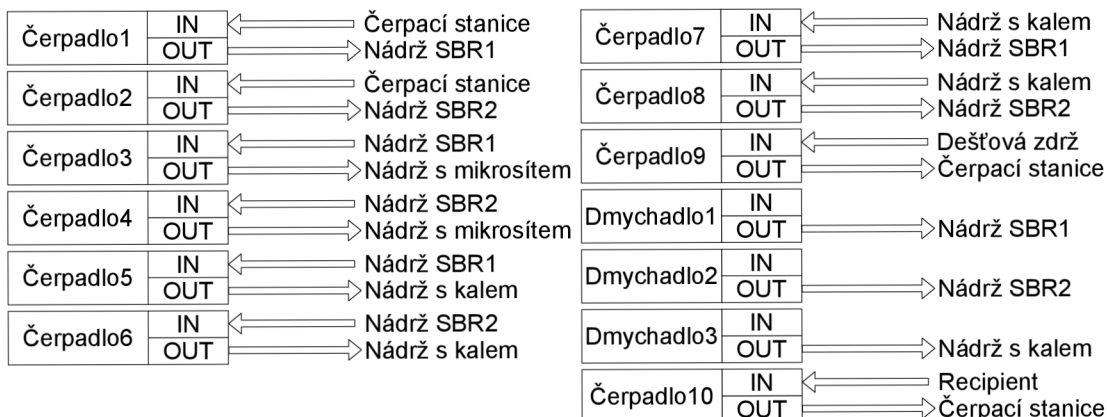 Čerpadlo1 IN Čerpací stanice
OUT Nádrž SBR1
Čerpadlo2 IN Čerpací stanice
OUT Nádrž SBR2
Čerpadlo3 IN Nádrž SBR1
OUT Nádrž s mikrosítem
Čerpadlo4 IN Nádrž SBR2
OUT Nádrž s mikrosítem
Čerpadlo5 IN Nádrž SBR1
OUT Nádrž s kalem
Čerpadlo6 IN Nádrž SBR2
OUT Nádrž s kalem
Čerpadlo7 IN Nádrž s kalem
OUT Nádrž SBR1
Čerpadlo8 IN Nádrž s kalem
OUT Nádrž SBR2
Čerpadlo9 IN Dešťová zdrž
OUT Čerpací stanice
Dmychadlo1 IN
OUT Nádrž SBR1
Dmychadlo2 IN
OUT Nádrž SBR2
Dmychadlo3 IN
OUT Nádrž s kalem
Čerpadlo10 IN Recipient
OUT Čerpací stanice